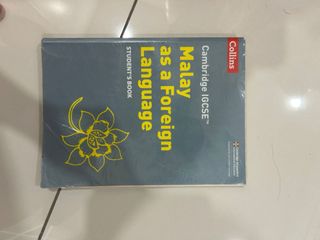 Collins
Cambridge IGCSE™
Malay
as a Foreign
Language
STUDENT'S BOOK